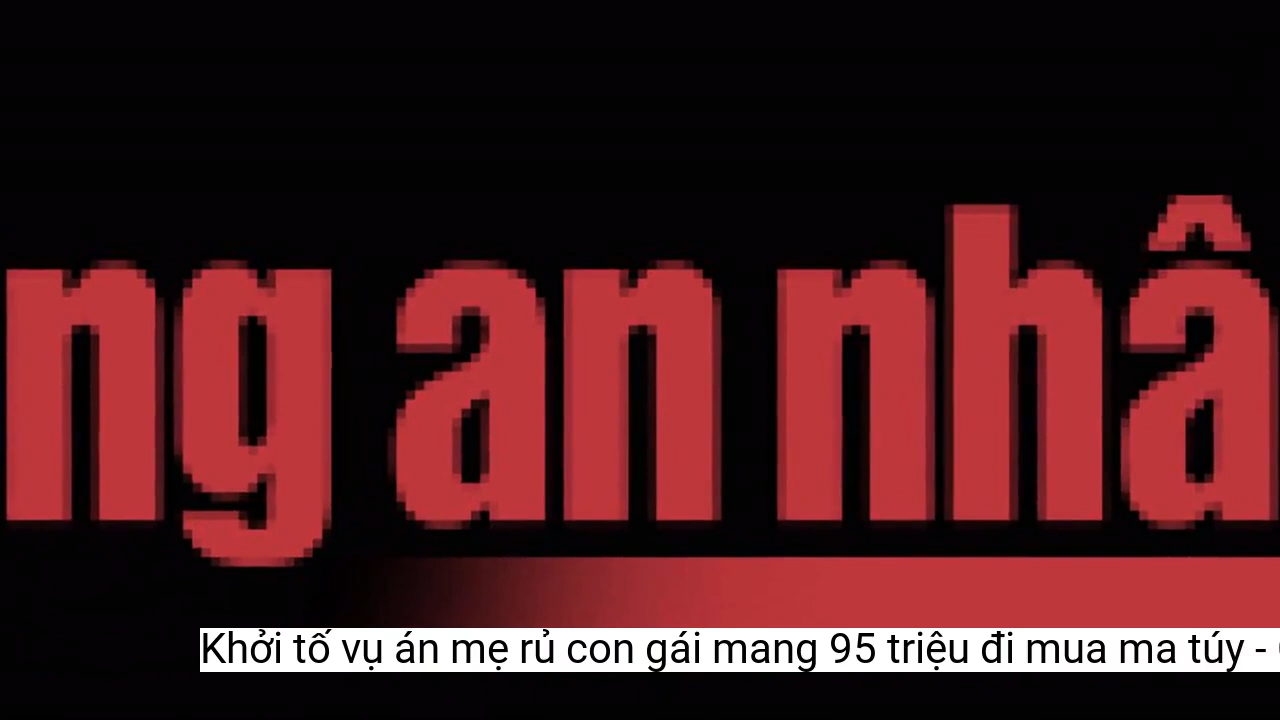 ng an nhâ
Khởi tố vụ án mẹ rủ con gái mang 95 triệu đi mua ma túy -